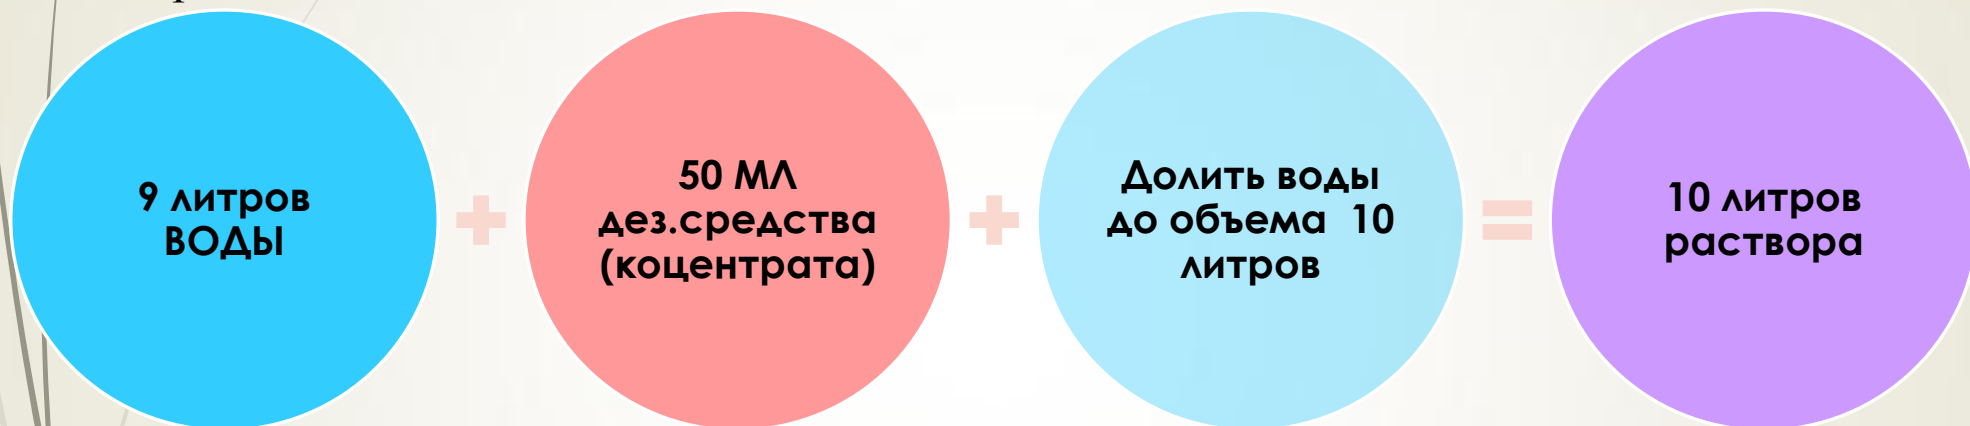 9 литров
ВОДЫ
50 МЛ
дез.средства
(коцентрата)
Долить воды
до объема 10
литров
10 литров
раствора